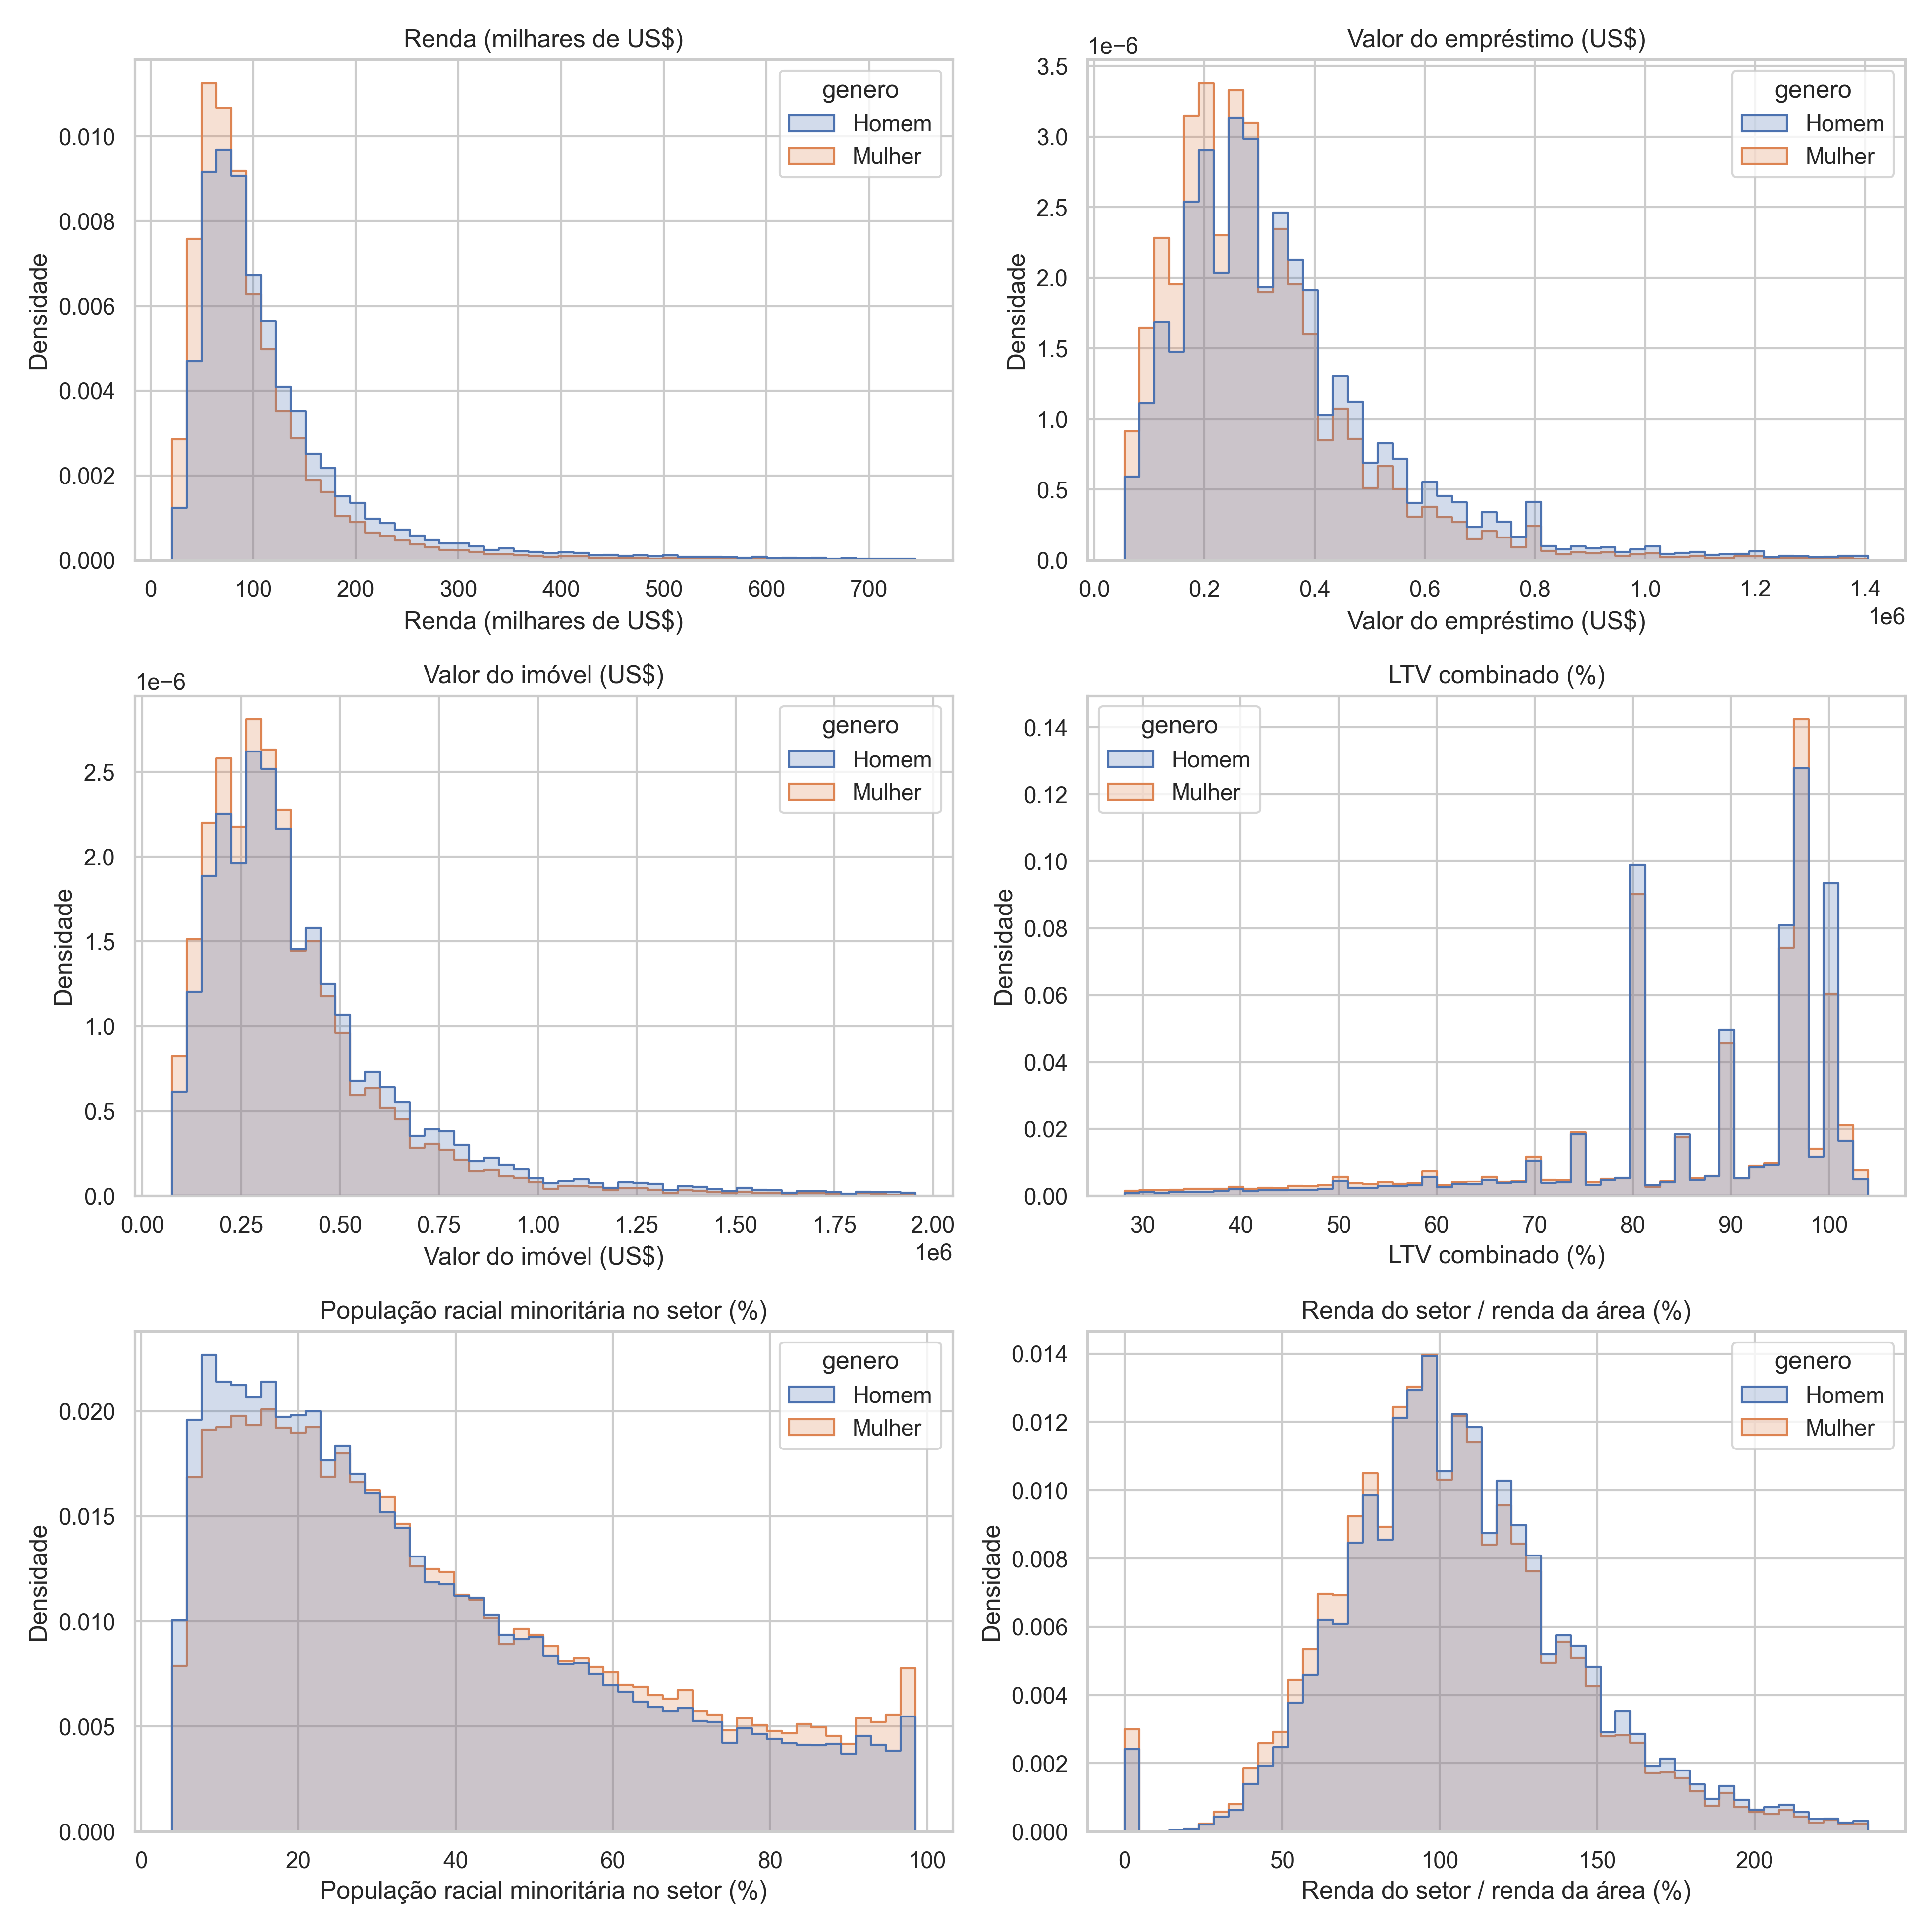 Renda (milhares de US$)
genero
Homem
Mulher
Densidade
0.010
0.008
0.006
0.004
0.002
0.000
0 100 200 300 400 500 600 700
Renda (milhares de US$)
Valor do empréstimo (US$)
1e−6
genero
Homem
Mulher
Densidade
3.5
3.0
2.5
2.0
1.5
1.0
0.5
0.0
0.0 0.2 0.4 0.6 0.8 1.0 1.2 1.4
1e6
Valor do empréstimo (US$)
Valor do imóvel (US$)
1e−6
genero
Homem
Mulher
Densidade
2.5
2.0
1.5
1.0
0.5
0.0
0.00 0.25 0.50 0.75 1.00 1.25 1.50 1.75 2.00
1e6
Valor do imóvel (US$)
LTV combinado (%)
genero
Homem
Mulher
Densidade
0.14
0.12
0.10
0.08
0.06
0.04
0.02
0.00
30 40 50 60 70 80 90 100
LTV combinado (%)
População racial minoritária no setor (%)
genero
Homem
Mulher
Densidade
0.020
0.015
0.010
0.005
0.000
0 20 40 60 80 100
População racial minoritária no setor (%)
Renda do setor / renda da área (%)
genero
Homem
Mulher
Densidade
0.014
0.012
0.010
0.008
0.006
0.004
0.002
0.000
0 50 100 150 200
Renda do setor / renda da área (%)